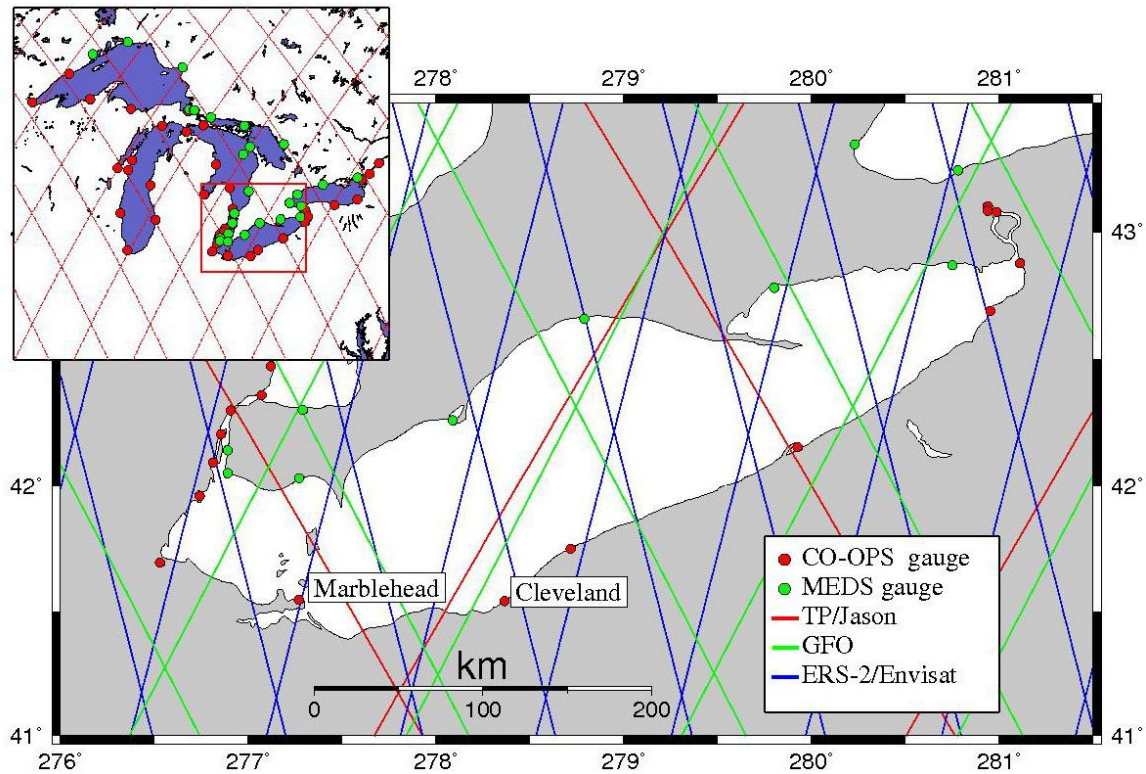 278° 279° 280° 281°
43°
42° 42°
41° 41°
Marblehead
Cleveland
km
0 100 200
CO-OPS gauge
MEDS gauge
TP/Jason
GFO
ERS-2/Envisat
276° 277° 278° 279° 280° 281°